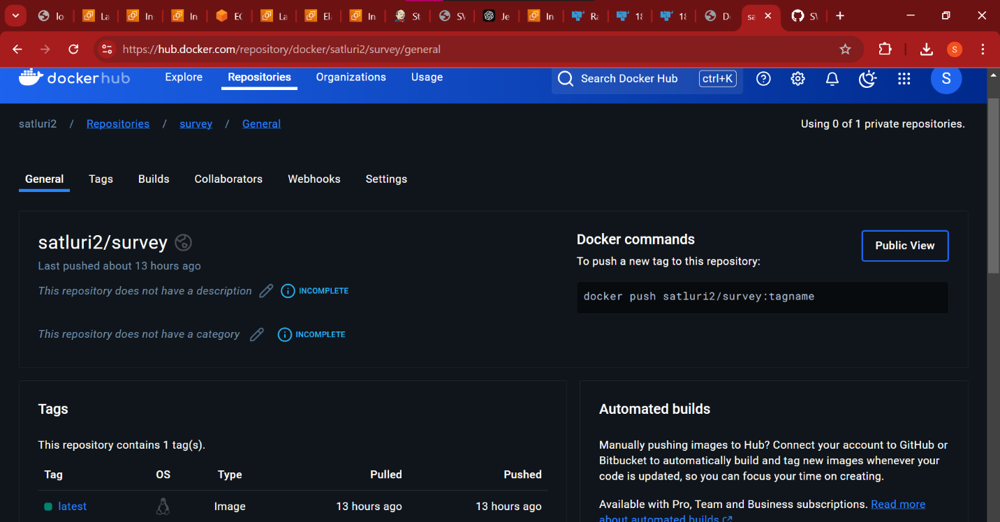 Io
La
In
In
EC
La
El
In
St
SV
Je
In
Ra
18
18
D
sa
SV
https://hub.docker.com/repository/docker/satluri2/survey/general
S
dockerhub
Explore
Repositories
Organizations
Usage
Search Docker Hub
ctrl+K
S
satluri2 / Repositories / survey / General
Using 0 of 1 private repositories.
General
Tags
Builds
Collaborators
Webhooks
Settings
satluri2/survey
Last pushed about 13 hours ago
This repository does not have a description
INCOMPLETE
This repository does not have a category
INCOMPLETE
Docker commands
Public View
To push a new tag to this repository:
docker push satluri2/survey:tagname
Tags
This repository contains 1 tag(s).
Tag OS Type Pulled Pushed
latest Image 13 hours ago 13 hours ago
Automated builds
Manually pushing images to Hub? Connect your account to GitHub or
Bitbucket to automatically build and tag new images whenever your
code is updated, so you can focus your time on creating.
Available with Pro, Team and Business subscriptions. Read more
about automated builds